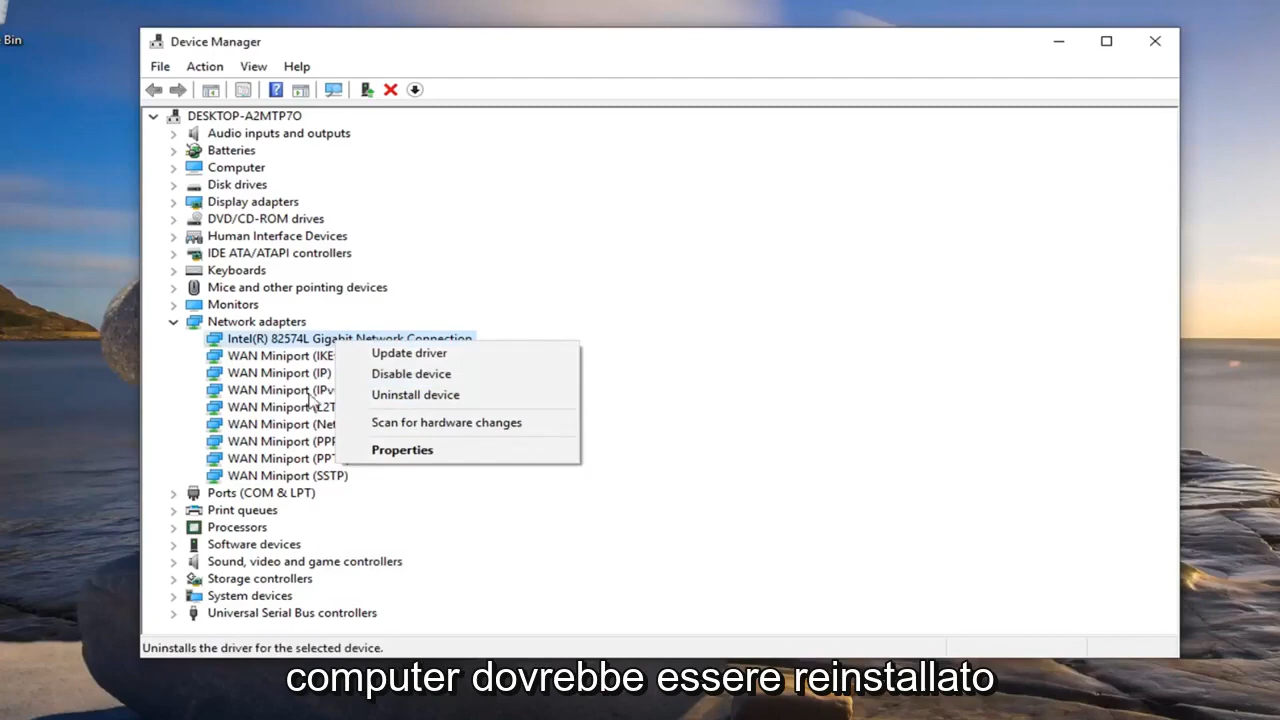 Bin
Device Manager
File Action View Help
DESKTOP-A2MTP7O
Audio inputs and outputs
Batteries
Computer
Disk drives
Display adapters
DVD/CD-ROM drives
Human Interface Devices
IDE ATA/ATAPI controllers
Keyboards
Mice and other pointing devices
Monitors
Network adapters
Intel(R) 82574L Gigabit Network Connection
WAN Miniport (IKE
WAN Miniport (IP)
WAN Miniport (IPv
WAN Miniport (L2T
WAN Miniport (Net
WAN Miniport (PPP
WAN Miniport (PPT
WAN Miniport (SSTP)
Ports (COM & LPT)
Print queues
Processors
Software devices
Sound, video and game controllers
Storage controllers
System devices
Universal Serial Bus controllers
Update driver
Disable device
Uninstall device
Scan for hardware changes
Properties
Uninstalls the driver for the selected device.
computer dovrebbe essere reinstallato